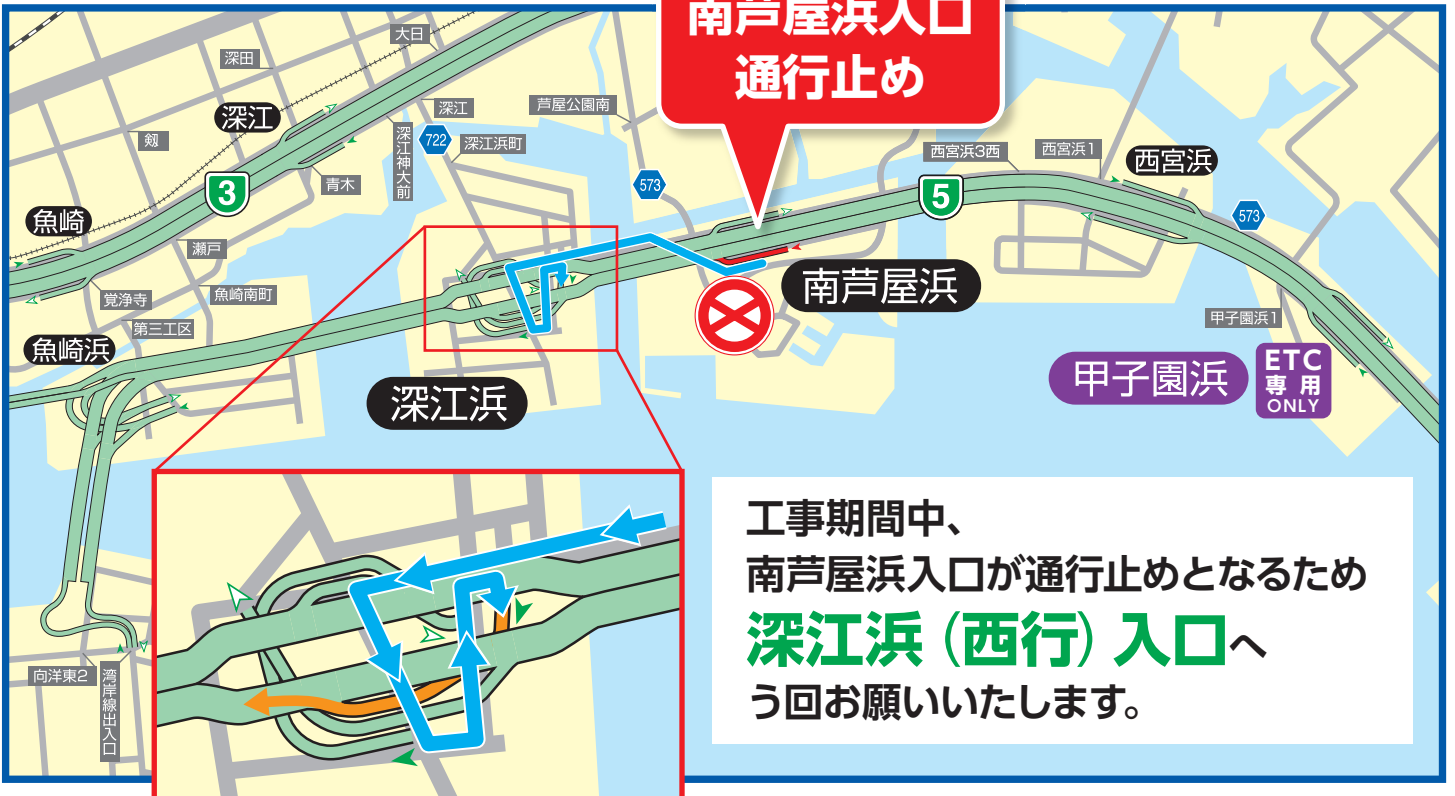 南芦屋浜入口
通行止め
大日
深田
深江
深江
芦屋公園南
剱
深江神大前
722
深江浜町
西宮浜3西
西宮浜1
西宮浜
青木
3
573
5
573
魚崎
瀬戸
覚浄寺
魚崎南町
南芦屋浜
第三工区
甲子園浜1
魚崎浜
深江浜
甲子園浜
ETC
専用
ONLY
工事期間中、
南芦屋浜入口が通行止めとなるため
深江浜(西行)入口へ
う回お願いいたします。
向洋東2
湾岸線出入口